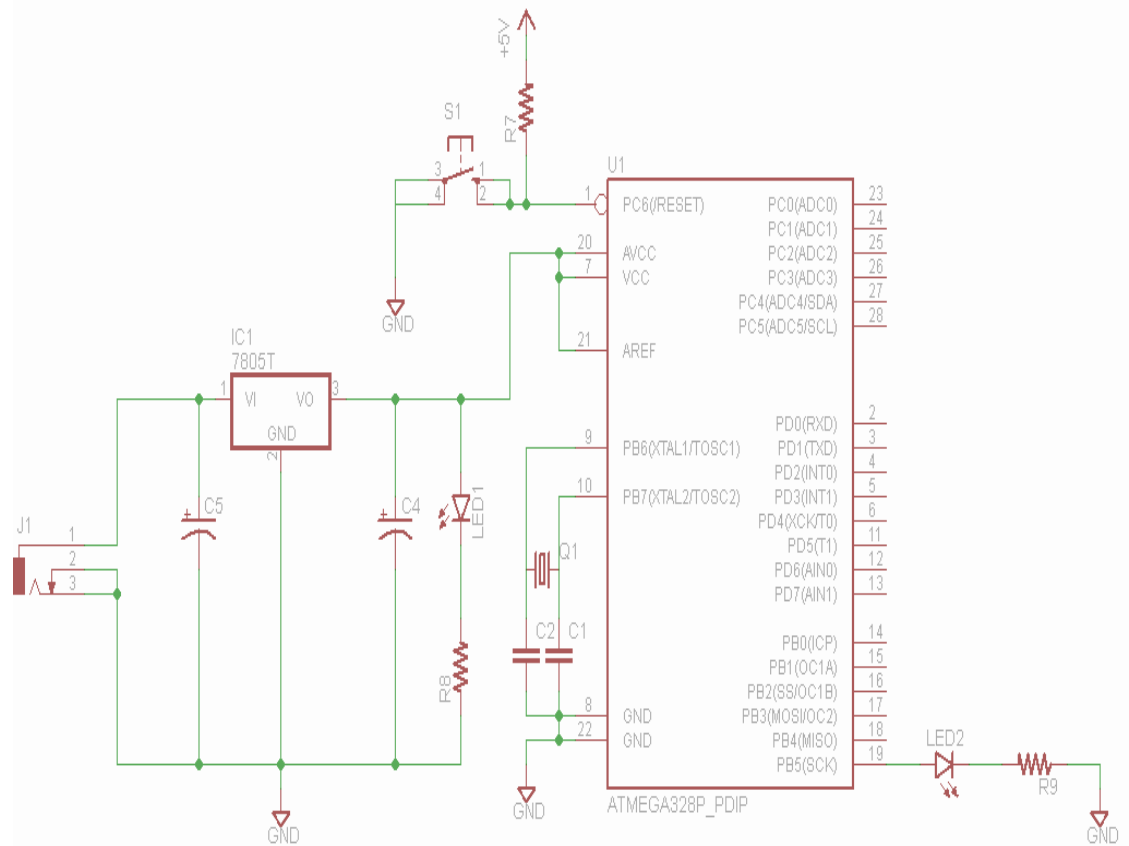 +5V
R7
S1
3
1
4
2
GND
U1
1
PC6(/RESET)
20
AVCC
7
VCC
21
AREF
9
PB6(XTAL1/TOSC1)
10
PB7(XTAL2/TOSC2)
8
GND
22
GND
PC0(ADC0)
23
PC1(ADC1)
24
PC2(ADC2)
25
PC3(ADC3)
26
PC4(ADC4/SDA)
27
PC5(ADC5/SCL)
28
PD0(RXD)
2
PD1(TXD)
3
PD2(INT0)
4
PD3(INT1)
5
PD4(XCK/T0)
6
PD5(T1)
11
PD6(AIN0)
12
PD7(AIN1)
13
PB0(ICP)
14
PB1(OC1A)
15
PB2(SS/OC1B)
16
PB3(MOSI/OC2)
17
PB4(MISO)
18
PB5(SCK)
19
ATMEGA328P_PDIP
IC1
7805T
1
VI
VO
3
GND
2
C5
C4
LED1
J1
1
2
3
R8
Q1
C2
C1
GND
GND
LED2
R9
GND